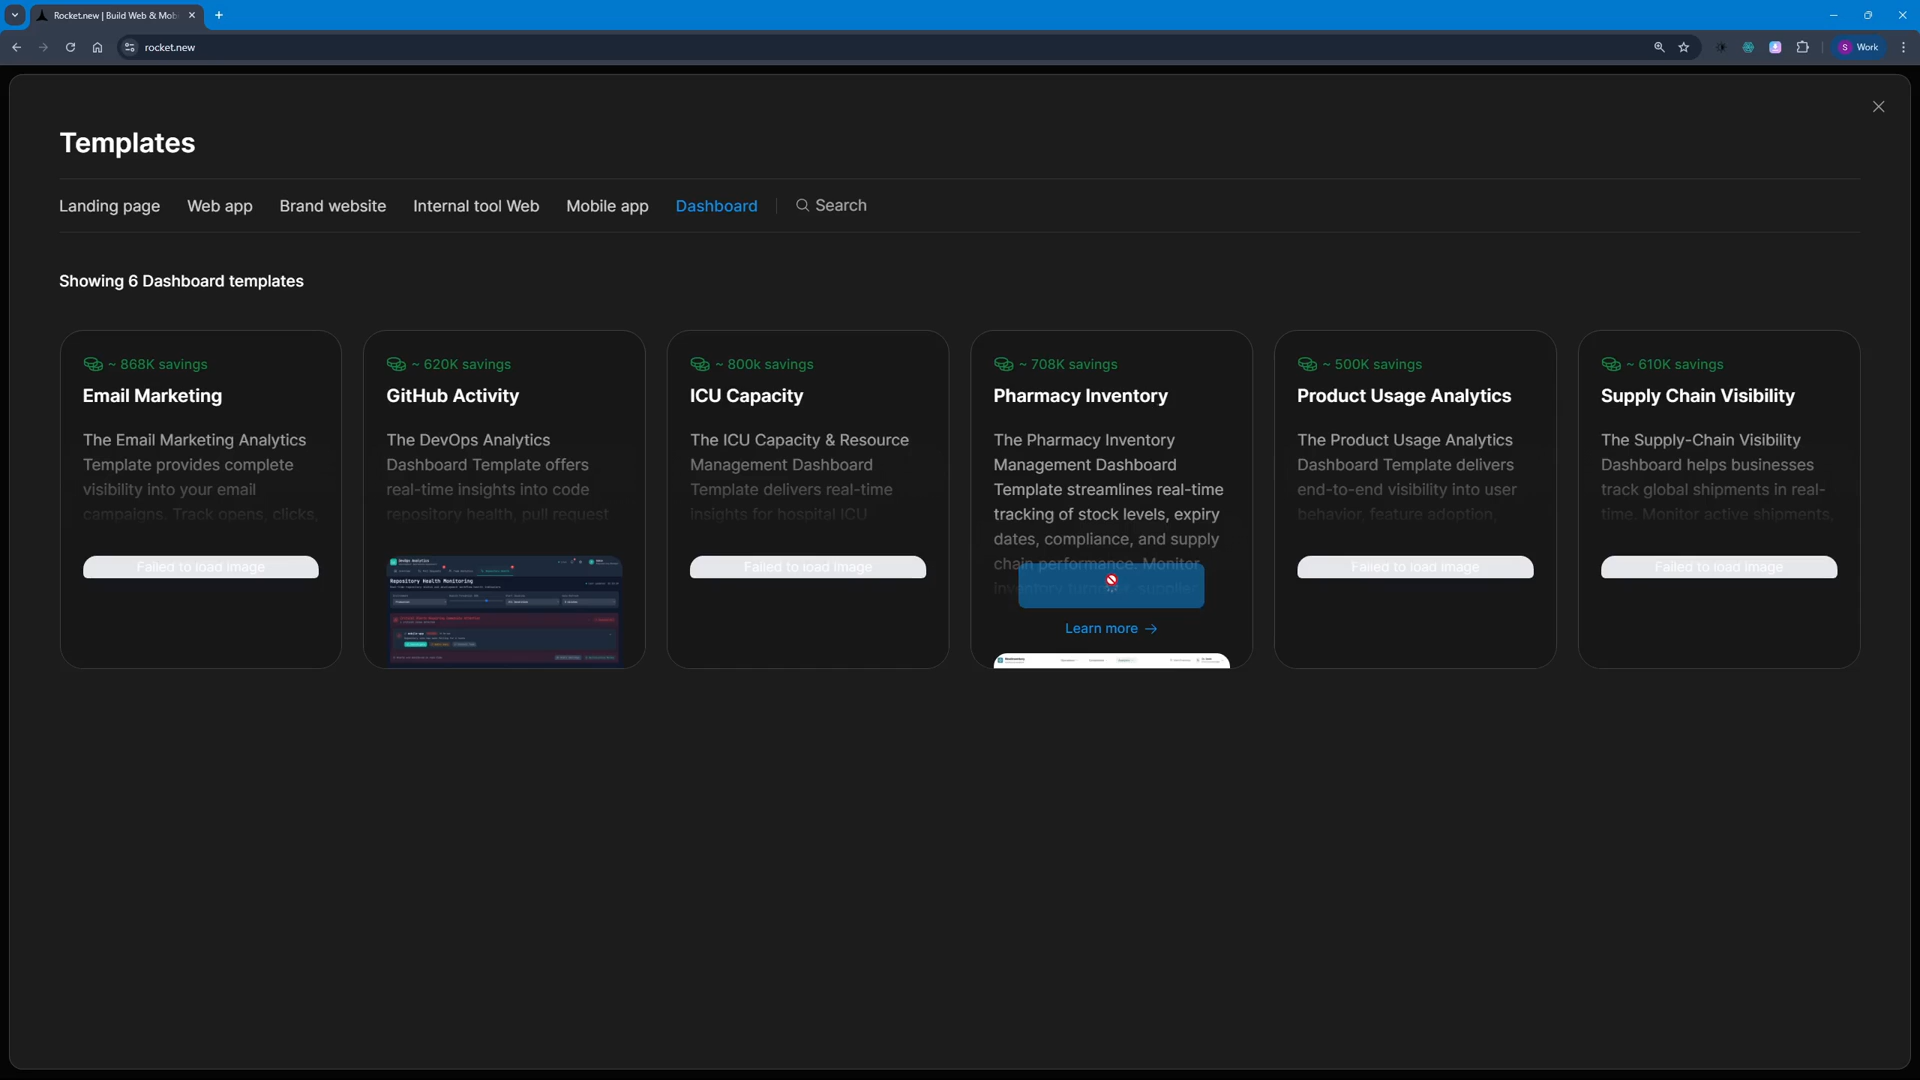 Rocket.new | Build Web & Mob
rocket.new
S Work
Templates
Landing page Web app Brand website Internal tool Web Mobile app Dashboard Search
Showing 6 Dashboard templates
~ 868K savings
Email Marketing
The Email Marketing Analytics
Template provides complete
visibility into your email
campaigns. Track opens, clicks,
Failed to load image
~ 620K savings
GitHub Activity
The DevOps Analytics
Dashboard Template offers
real-time insights into code
repository health, pull request
DevOps Analytics
Repository Health Monitoring
~ 800k savings
ICU Capacity
The ICU Capacity & Resource
Management Dashboard
Template delivers real-time
insights for hospital ICU
Failed to load image
~ 708K savings
Pharmacy Inventory
The Pharmacy Inventory
Management Dashboard
Template streamlines real-time
tracking of stock levels, expiry
dates, compliance, and supply
chain performance. Monitor
inventory turnover, supplier
Learn more →
~ 500K savings
Product Usage Analytics
The Product Usage Analytics
Dashboard Template delivers
end-to-end visibility into user
behavior, feature adoption,
Failed to load image
~ 610K savings
Supply Chain Visibility
The Supply-Chain Visibility
Dashboard helps businesses
track global shipments in real-
time. Monitor active shipments,
Failed to load image